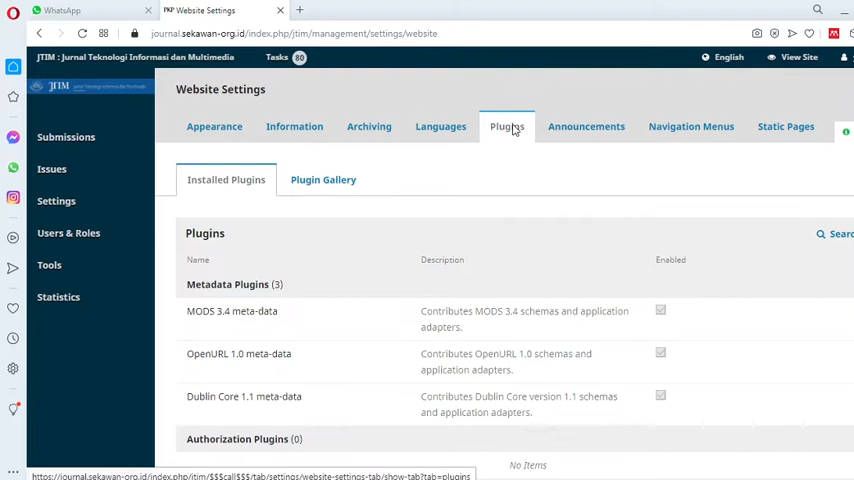 WhatsApp
PKP Website Settings
journal.sekawan-org.id/index.php/jtim/management/settings/website
JTIM : Jurnal Teknologi Informasi dan Multimedia
Tasks 80
English
View Site
JTIM
Website Settings
Appearance
Information
Archiving
Languages
Plugins
Announcements
Navigation Menus
Static Pages
Submissions
Issues
Settings
Users & Roles
Tools
Statistics
Installed Plugins
Plugin Gallery
Plugins
Searc
Name
Description
Enabled
Metadata Plugins (3)
MODS 3.4 meta-data
Contributes MODS 3.4 schemas and application
adapters.
OpenURL 1.0 meta-data
Contributes OpenURL 1.0 schemas and
application adapters.
Dublin Core 1.1 meta-data
Contributes Dublin Core version 1.1 schemas
and application adapters.
Authorization Plugins (0)
No Items
https://journal.sekawan-org.id/index.php/jtim/$$$call$$$/tab/settings/website-settings-tab/show-tab?tab=plugins